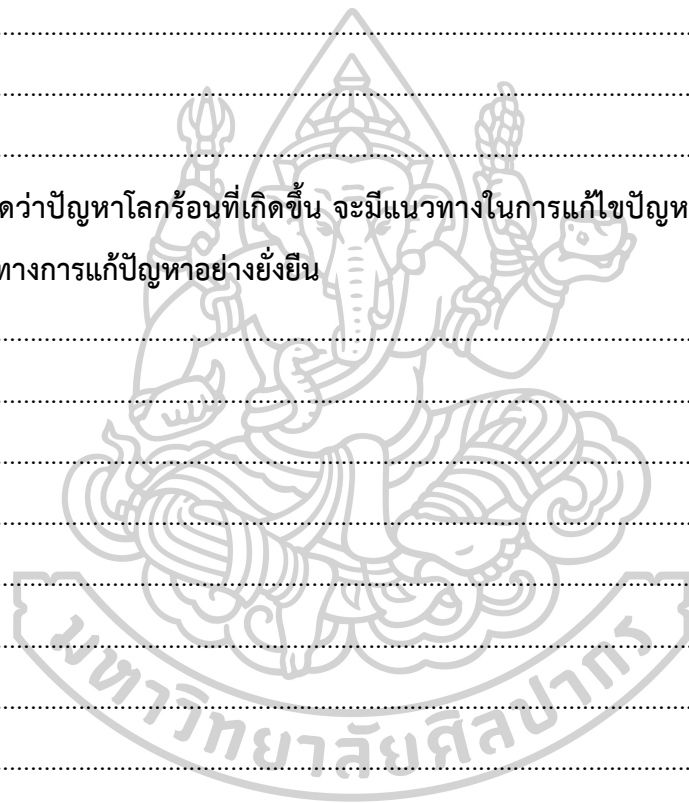 ดว่าปัญหาโลกร้อนที่เกิดขึ้น จะมีแนวทางในการแก้ไขปัญห
ทางการแก้ปัญหาอย่างยั่งยืน
มหาวิทยาลัยศิลปากร